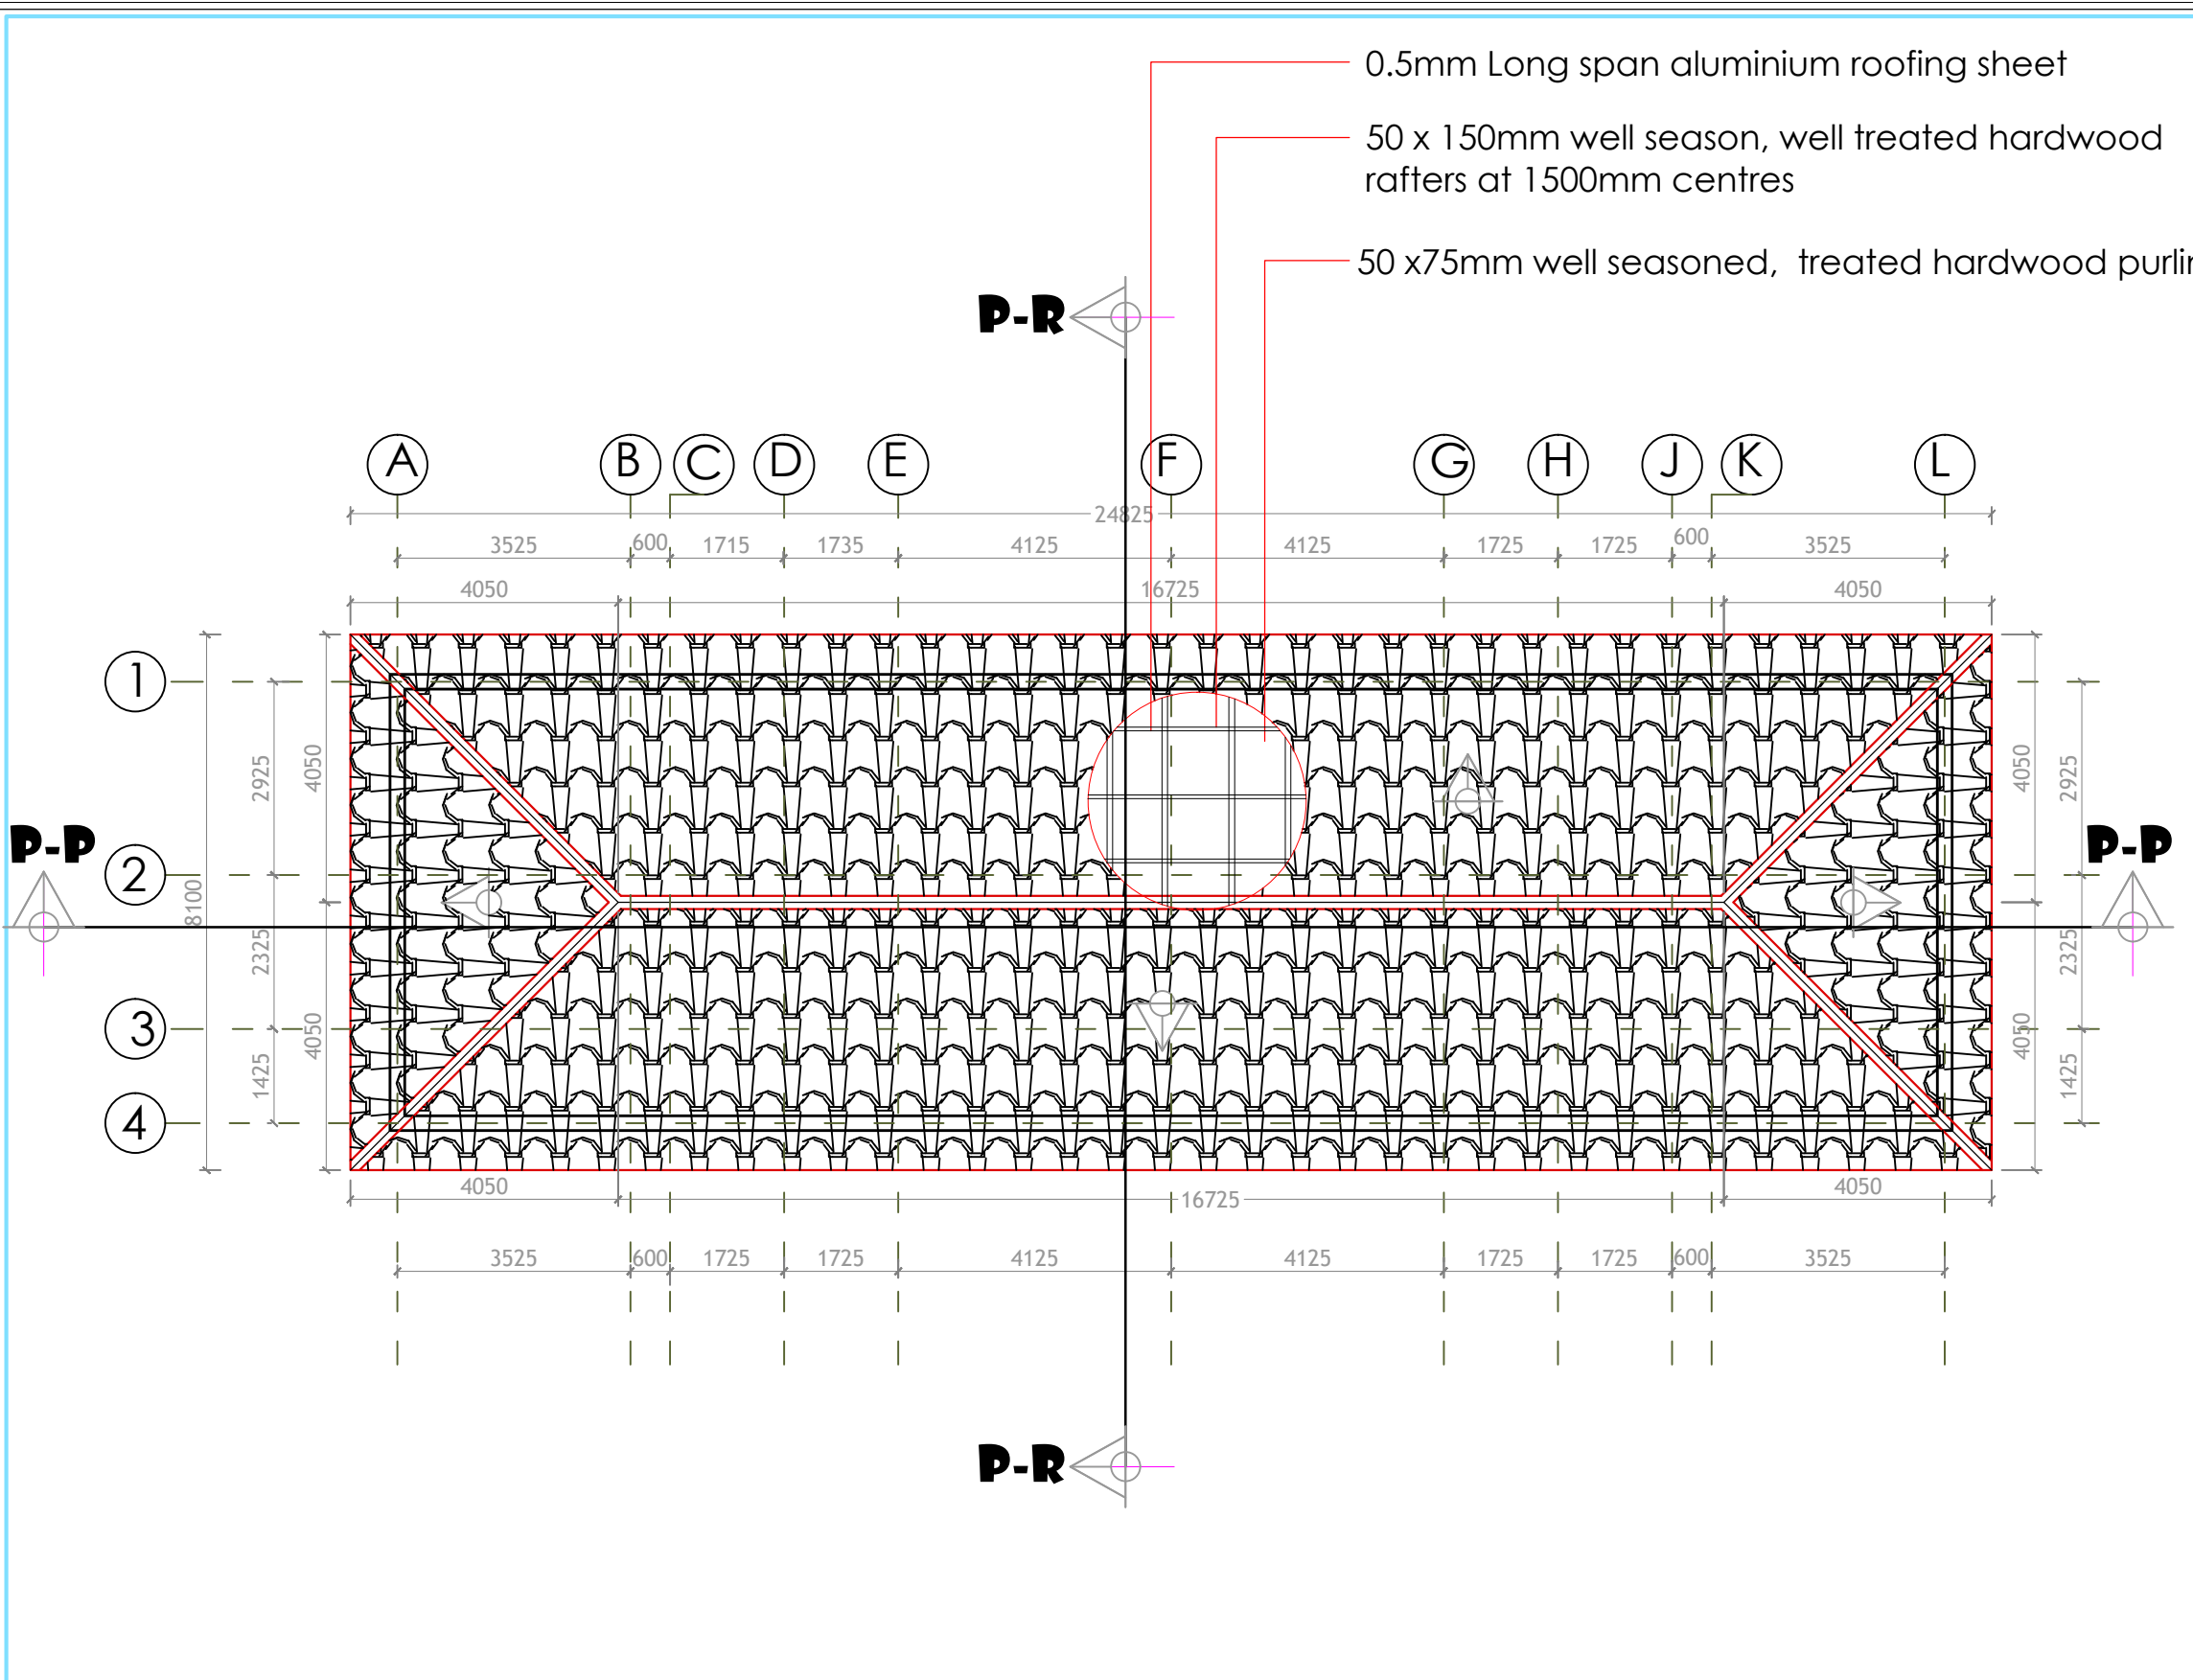 0.5mm Long span aluminium roofing sheet
50 x 150mm well season, well treated hardwood
rafters at 1500mm centres
50 x75mm well seasoned, treated hardwood
P-R
A B C D E F G H J K L
24825
3525 600 1715 1735 4125 4125 1725 1725 600 3525
4050 16725 4050
1
2925 4050 4050 2925
P-P 2 P-P
8100
2325 2325
3
1425 4050 4050 1425
4
4050 16725 4050
3525 600 1725 1725 4125 4125 1725 1725 600 3525
P-R